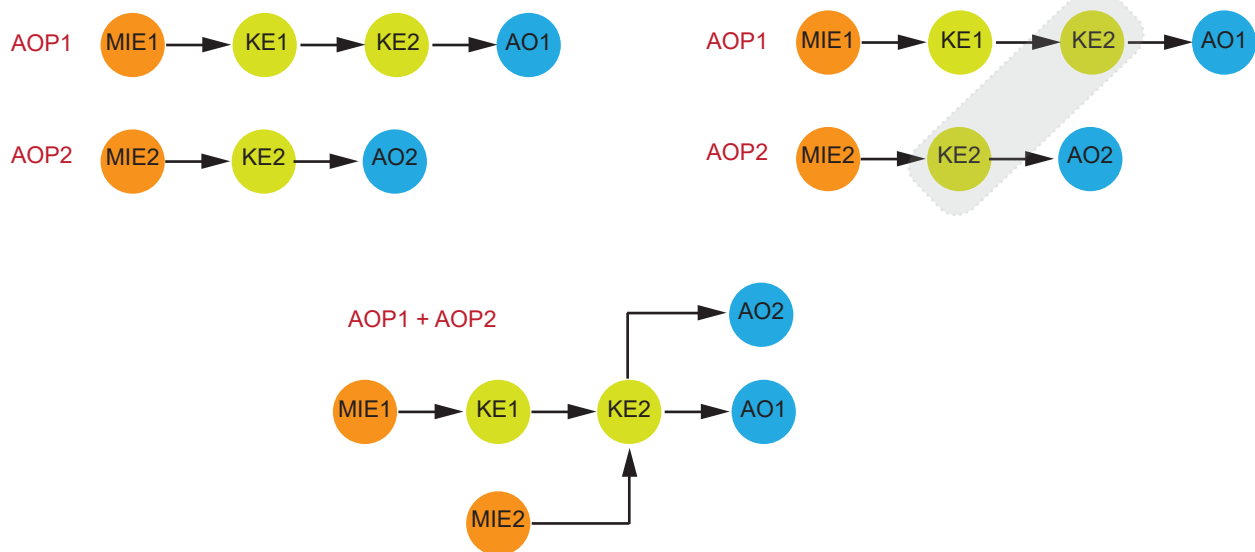 AOP1 MIE1 KE1 KE2 AO1
AOP2 MIE2 KE2 AO2
AOP1 MIE1 KE1 KE2 AO1
AOP2 MIE2 KE2 AO2
AOP1 + AOP2
AO2
MIE1 KE1 KE2 AO1
MIE2